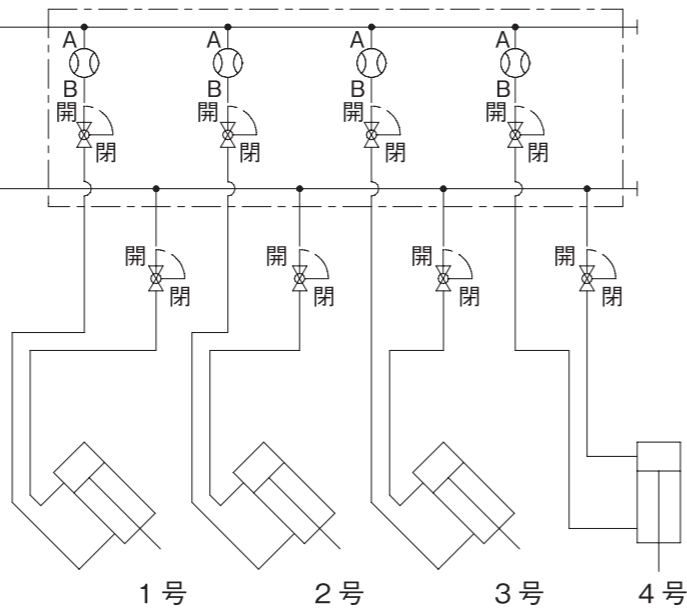 A A A A
B B B B
開 開 開 開
閉 閉 閉 閉
開 開 開 開
閉 閉 閉 閉
1号 2号 3号 4号